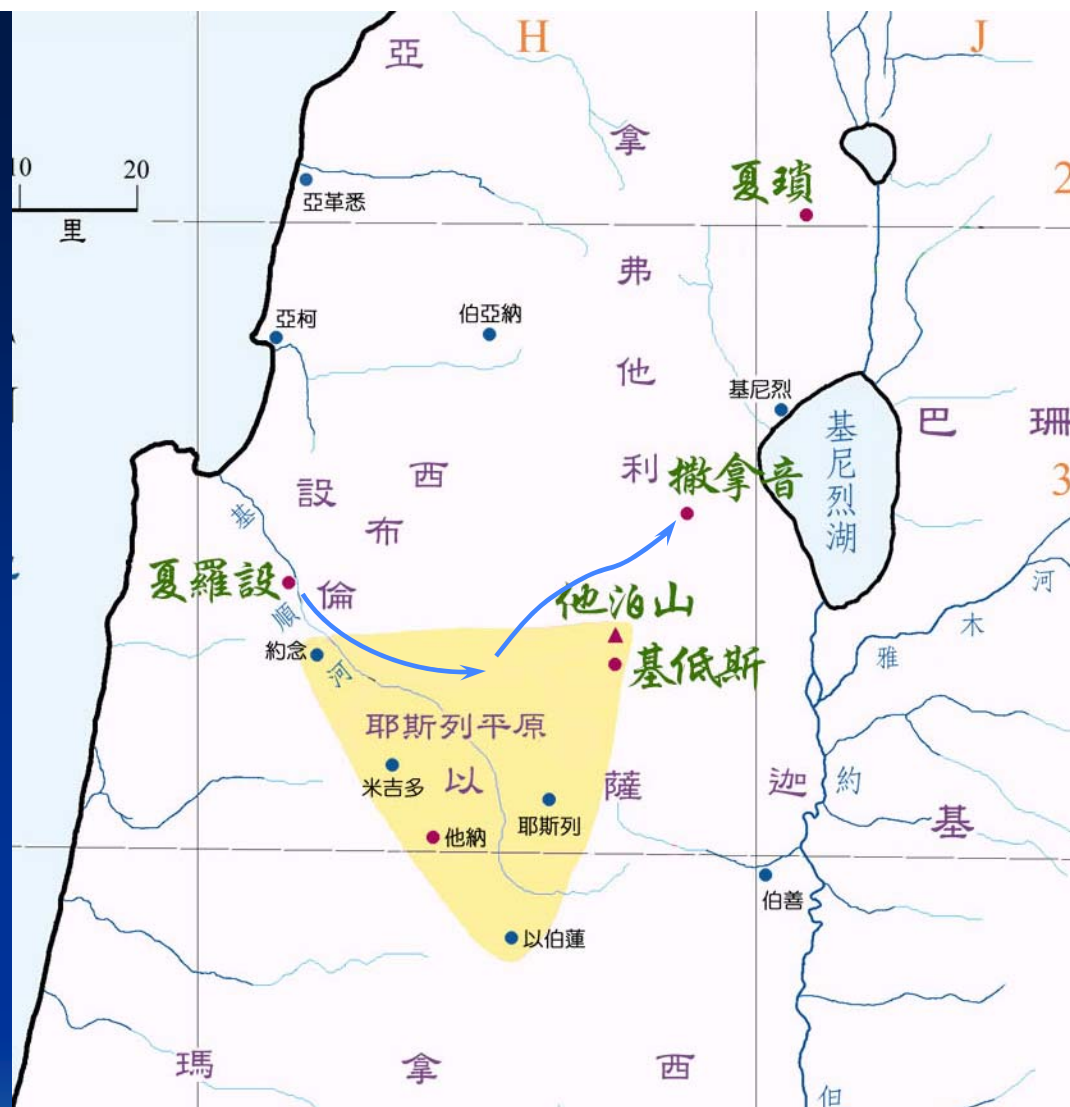 H
J
亞
拿
弗
他
利
10
20
里
亞革悉
夏瑣
2
亞柯
伯亞納
基尼烈
巴珊
基尼烈湖
西
設
布
倫
撒拿音
3
基順河
夏羅設
他泊山
約念
基低斯
雅木河
耶斯列平原
米吉多
以薩迦
耶斯列
約
基
他納
伯善
以伯蓮
瑪拿西
但